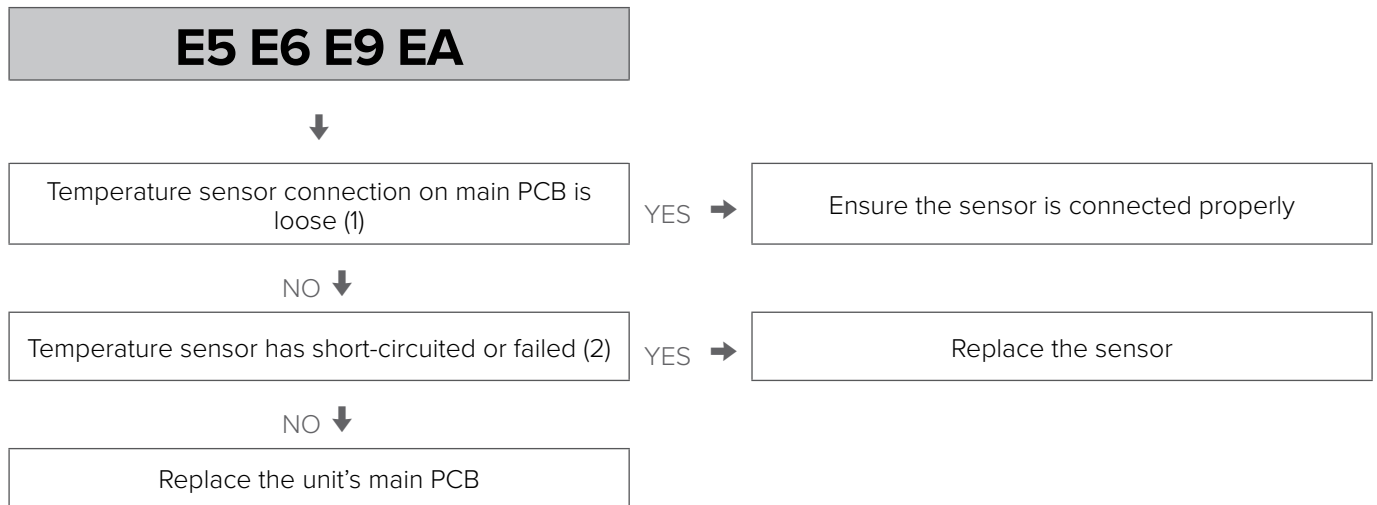 E5 E6 E9 EA
Temperature sensor connection on main PCB is
loose (1)
YES
Ensure the sensor is connected properly
NO
Temperature sensor has short-circuited or failed (2)
YES
Replace the sensor
NO
Replace the unit's main PCB